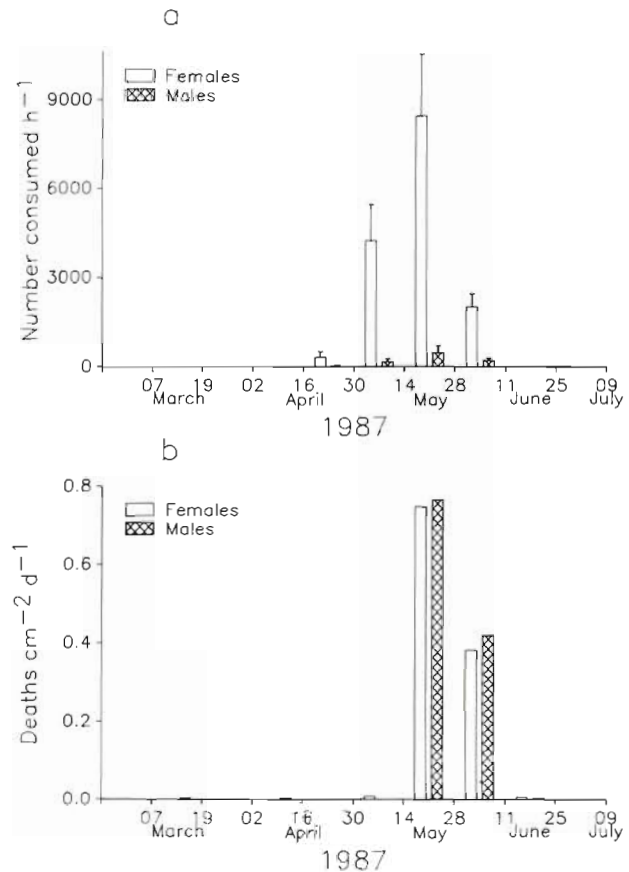 a
Number consumed h−1
Females
Males
9000
6000
3000
0
07 19 02 16 30 14 28 11 25 09
March April May June July
1987
b
Deaths cm−2 d−1
Females
Males
0.8
0.6
0.4
0.2
0.0
07 19 02 16 30 14 28 11 25 09
March April May June July
1987